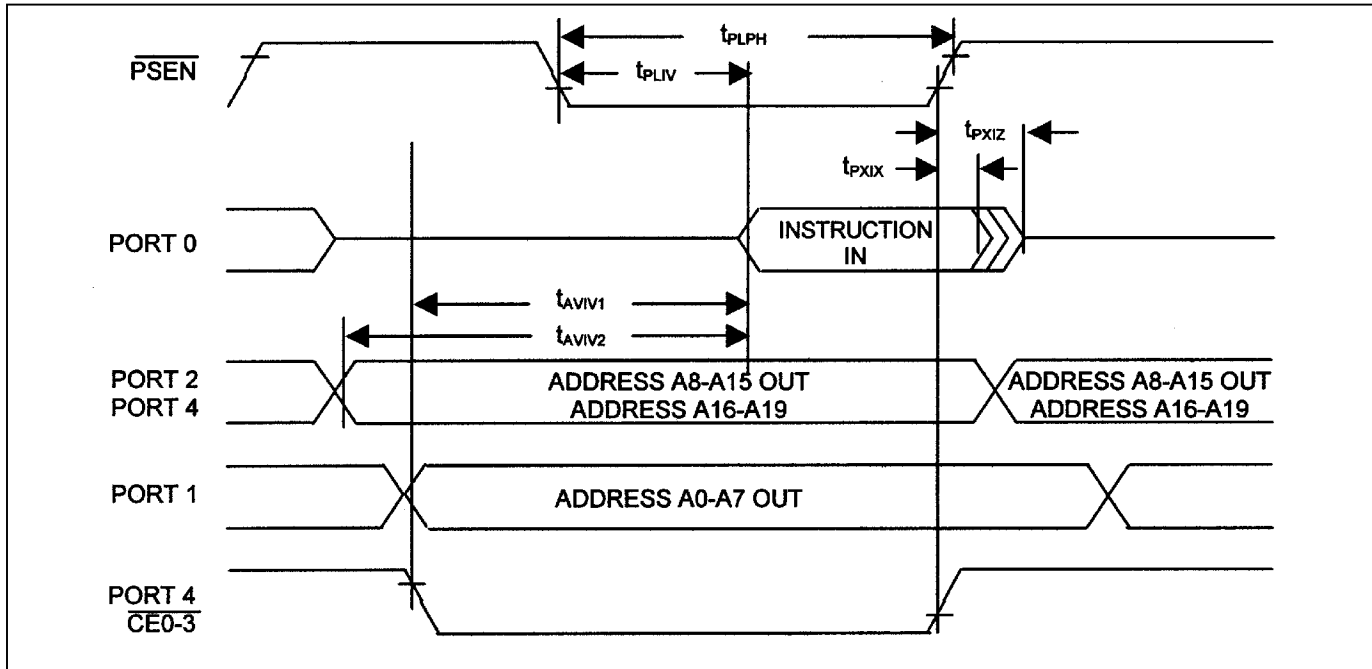 PSEN
tPLPH
tPLIV
tPXIZ
tPXIX
PORT 0
INSTRUCTION
IN
tAVIV1
tAVIV2
PORT 2
PORT 4
ADDRESS A8-A15 OUT
ADDRESS A16-A19
ADDRESS A8-A15 OUT
ADDRESS A16-A19
PORT 1
ADDRESS A0-A7 OUT
PORT 4
CE0-3